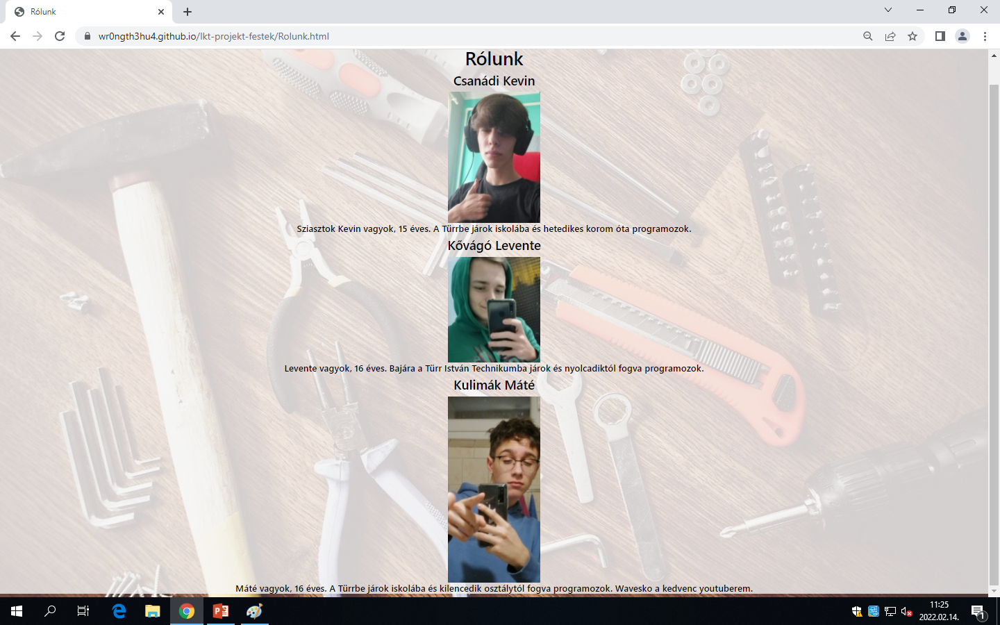 Rólunk
wr0ngth3hu4.github.io/lkt-projekt-festek/Rolunk.html
Rólunk
Csanádi Kevin
Sziasztok Kevin vagyok, 15 éves. A Türrbe járok iskolába és hetedikes korom óta programozok.
Kővágó Levente
Levente vagyok, 16 éves. Bajára a Türr István Technikumba járok és nyolcadiktól fogva programozok.
Kulimák Máté
Máté vagyok, 16 éves. A Türrbe járok iskolába és kilencedik osztálytól fogva programozok. Wavesko a kedvenc youtuberem.
11:25
2022.02.14.
1